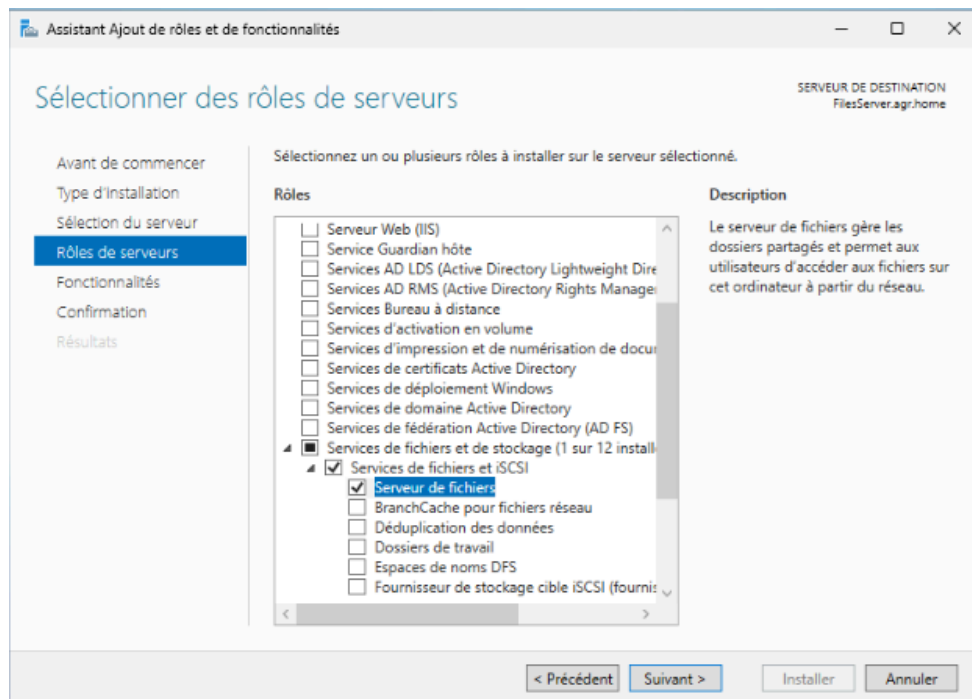 Assistant Ajout de rôles et de fonctionnalités
Sélectionner des rôles de serveurs
SERVEUR DE DESTINATION
FilesServer.agr.home
Avant de commencer
Type d'installation
Sélection du serveur
Rôles de serveurs
Fonctionnalités
Confirmation
Résultats
Sélectionnez un ou plusieurs rôles à installer sur le serveur sélectionné.
Rôles
Serveur Web (IIS)
Service Guardian hôte
Services AD LDS (Active Directory Lightweight Dire
Services AD RMS (Active Directory Rights Manage
Services Bureau à distance
Services d'activation en volume
Services d'impression et de numérisation de docu
Services de certificats Active Directory
Services de déploiement Windows
Services de domaine Active Directory
Services de fédération Active Directory (AD FS)
Services de fichiers et de stockage (1 sur 12 install
Services de fichiers et iSCSI
Serveur de fichiers
BranchCache pour fichiers réseau
Déduplication des données
Dossiers de travail
Espaces de noms DFS
Fournisseur de stockage cible iSCSI (fournis
Description
Le serveur de fichiers gère les
dossiers partagés et permet aux
utilisateurs d'accéder aux fichiers sur
cet ordinateur à partir du réseau.
< Précédent
Suivant >
Installer
Annuler